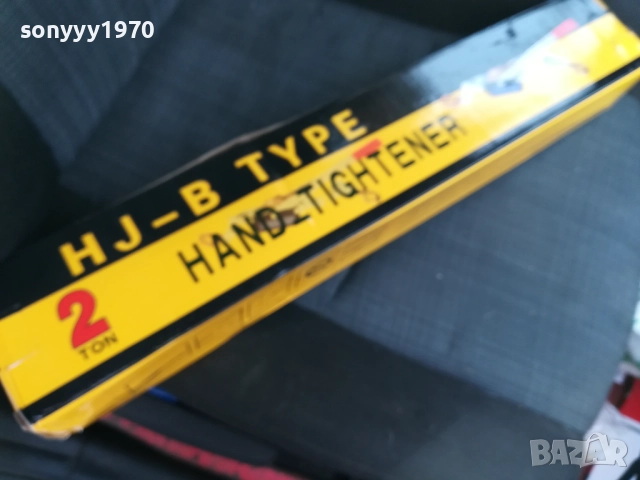 sonyyy1970
HJ-B TYPE
HAND TIGHTENER
2
TON
BAZAR